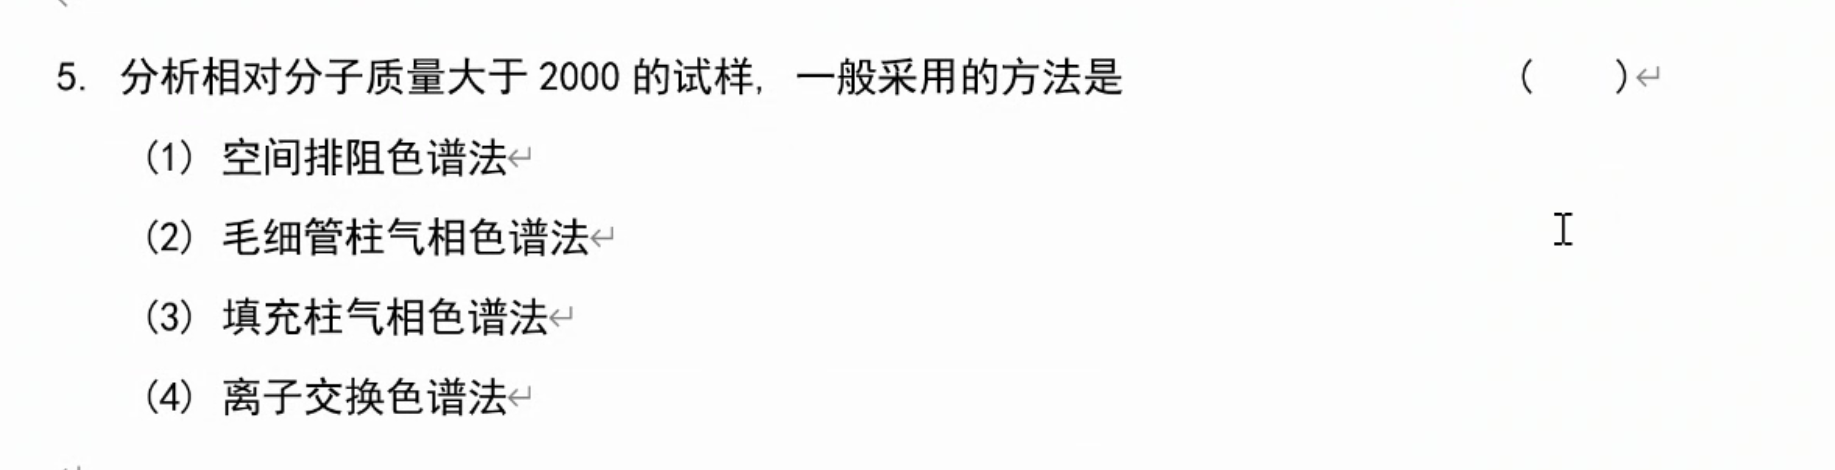 5. 分析相对分子质量大于 2000 的试样, 一般采用的方法是 ( )↵
(1) 空间排阻色谱法↵
(2) 毛细管柱气相色谱法↵
(3) 填充柱气相色谱法↵
(4) 离子交换色谱法↵